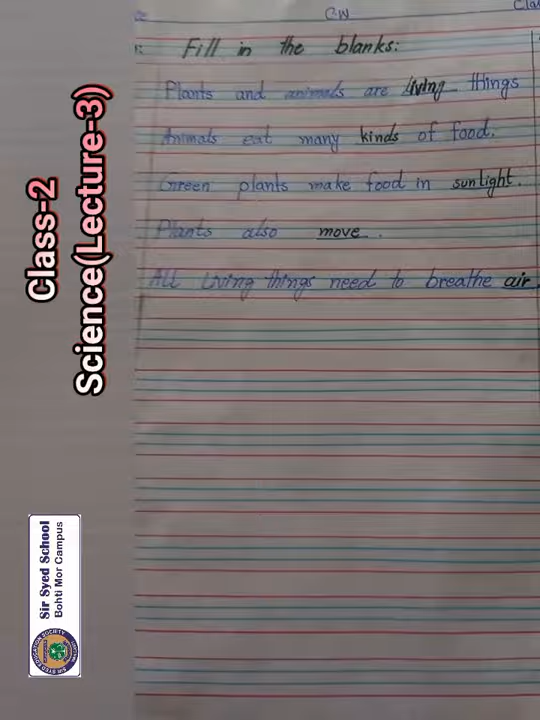 C.W
Fill in the blanks:
Plants and animals are living things
Animals eat many kinds of food.
Green plants make food in sunlight.
Plants also move.
All living things need to breathe air
Class-2
Science(Lecture-3)
Sir Syed School
Bohti Mor Campus